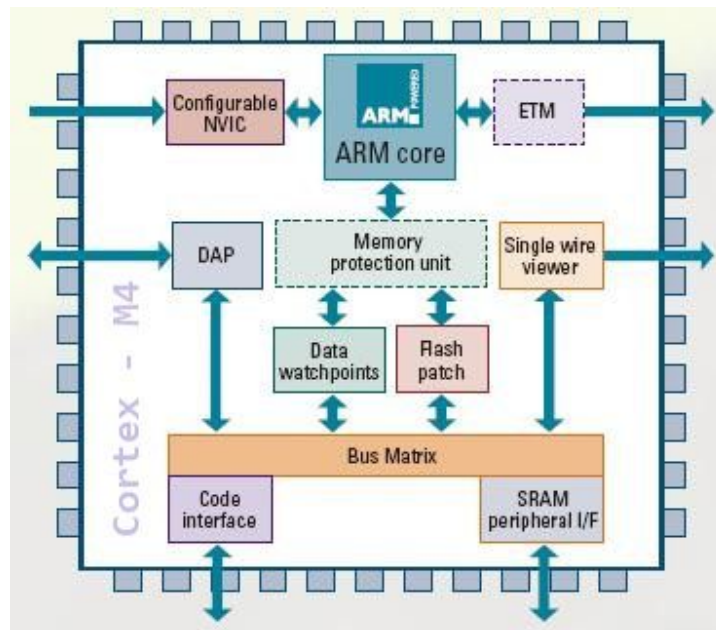 Configurable
NVIC
ARM
POWERED
ARM core
ETM
DAP
Memory
protection unit
Single wire
viewer
Data
watchpoints
Flash
patch
Bus Matrix
Code
interface
SRAM
peripheral I/F
Cortex - M4